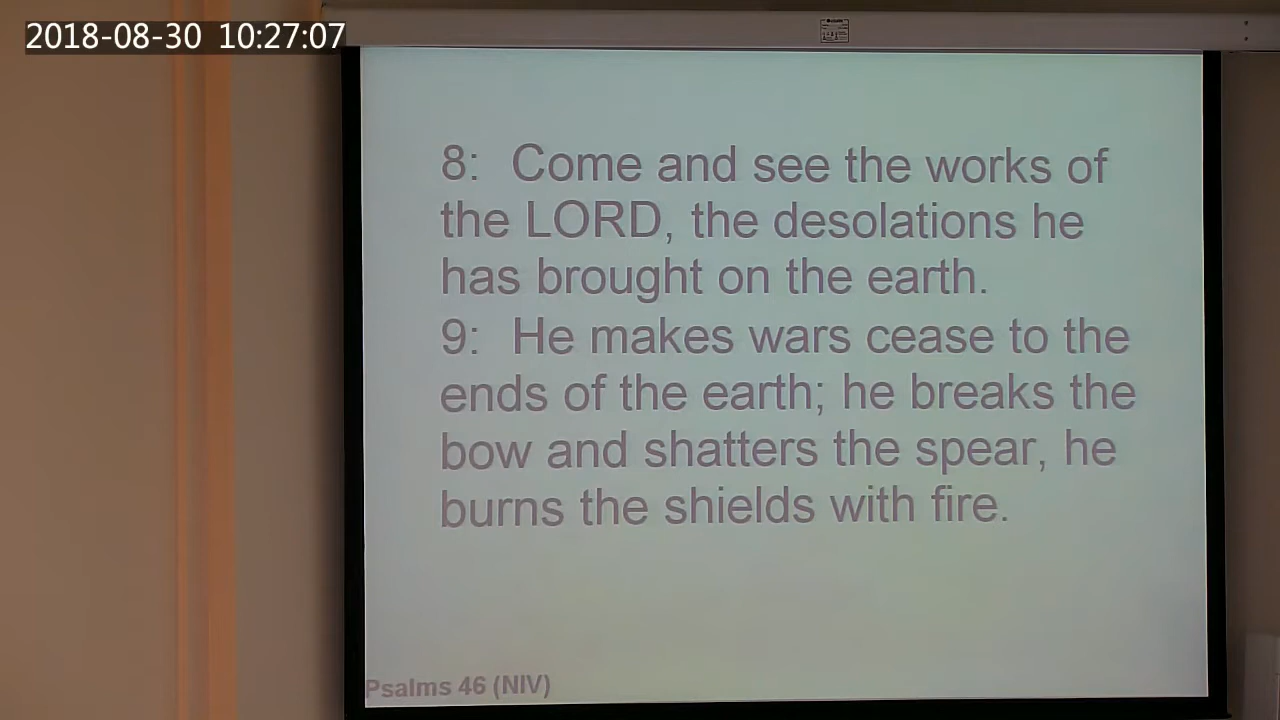 2018-08-30 10:27:07
8: Come and see the works of
the LORD, the desolations he
has brought on the earth.
9: He makes wars cease to the
ends of the earth; he breaks the
bow and shatters the spear, he
burns the shields with fire.
Psalms 46 (NIV)